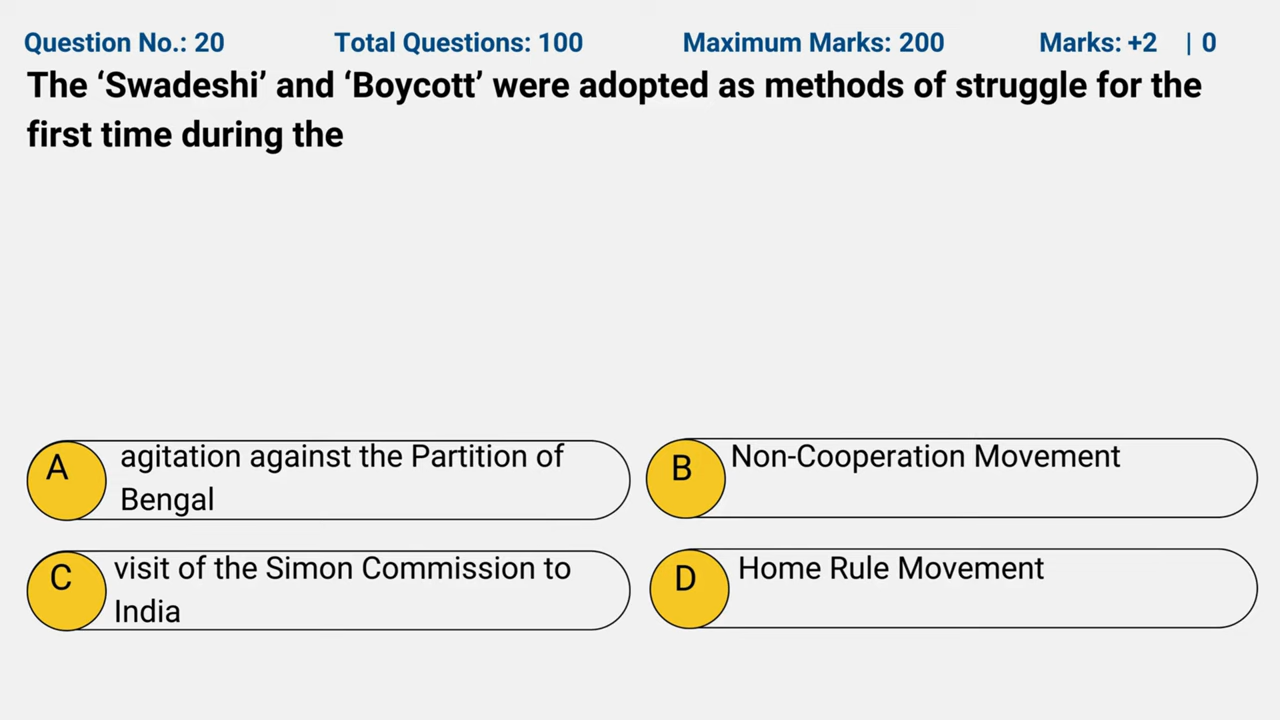 Question No.: 20 Total Questions: 100 Maximum Marks: 200 Marks: +2 | 0
The ‘Swadeshi’ and ‘Boycott’ were adopted as methods of struggle for the
first time during the
A agitation against the Partition of
Bengal
B Non-Cooperation Movement
C visit of the Simon Commission to
India
D Home Rule Movement